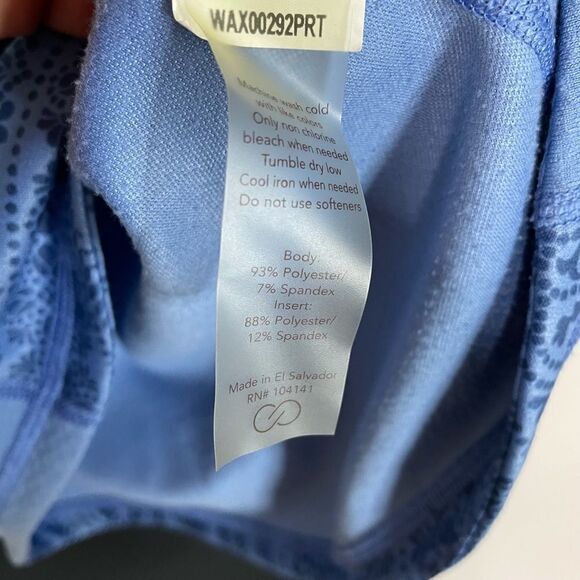 WAX00292PRT
Machine wash cold
with like colors
Only non chlorine
bleach when needed
Tumble dry low
Cool iron when needed
Do not use softeners
Body:
93% Polyester/
7% Spandex
Insert:
88% Polyester/
12% Spandex
Made in El Salvador
RN# 104141